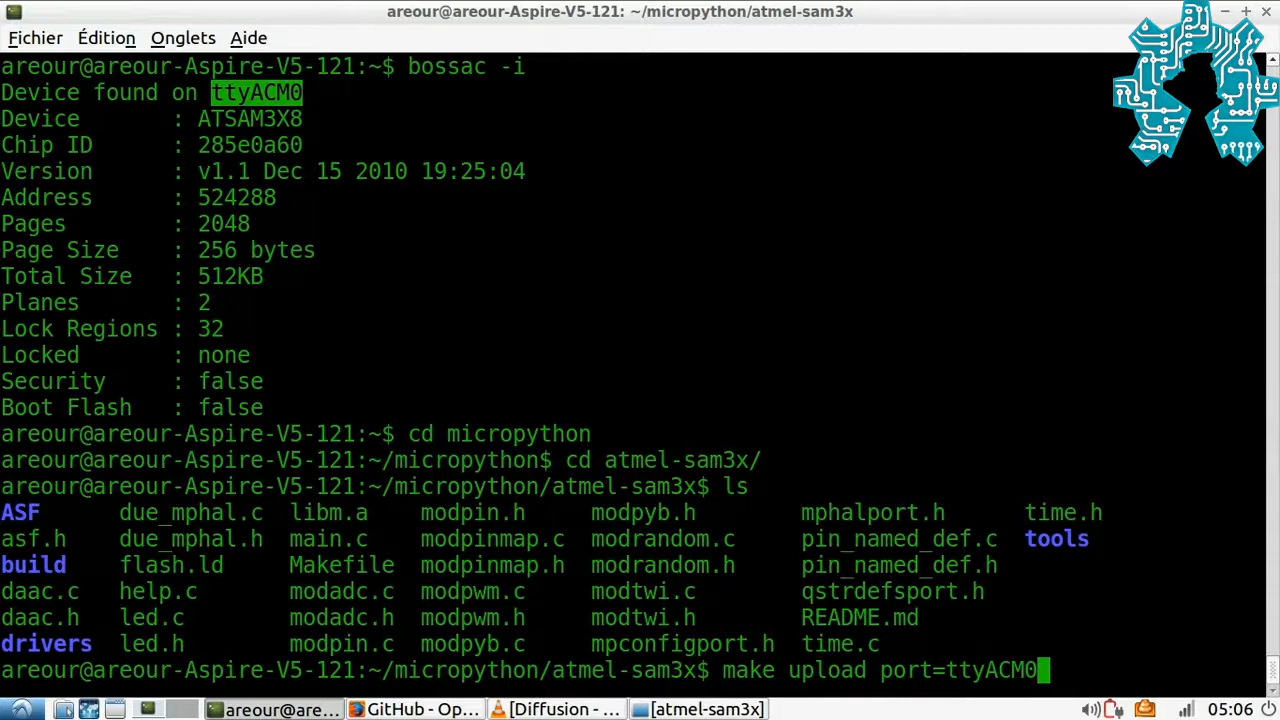 areour@areour-Aspire-V5-121: ~/micropython/atmel-sam3x
Fichier Édition Onglets Aide
areour@areour-Aspire-V5-121:~$ bossac -i
Device found on ttyACM0
Device : ATSAM3X8
Chip ID : 285e0a60
Version : v1.1 Dec 15 2010 19:25:04
Address : 524288
Pages : 2048
Page Size : 256 bytes
Total Size : 512KB
Planes : 2
Lock Regions : 32
Locked : none
Security : false
Boot Flash : false
areour@areour-Aspire-V5-121:~$ cd micropython
areour@areour-Aspire-V5-121:~/micropython$ cd atmel-sam3x/
areour@areour-Aspire-V5-121:~/micropython/atmel-sam3x$ ls
ASF due_mphal.c libm.a modpin.h modpyb.h mphalport.h time.h
asf.h due_mphal.h main.c modpinmap.c modrandom.c pin_named_def.c tools
build flash.ld Makefile modpinmap.h modrandom.h pin_named_def.h
daac.c help.c modadc.c modpwm.c modtwi.c qstrdefsport.h
daac.h led.c modadc.h modpwm.h modtwi.h README.md
drivers led.h modpin.c modpyb.c mpconfigport.h time.c
areour@areour-Aspire-V5-121:~/micropython/atmel-sam3x$ make upload port=ttyACM0
areour@are... GitHub - Op... [Diffusion - ... [atmel-sam3x] 05:06